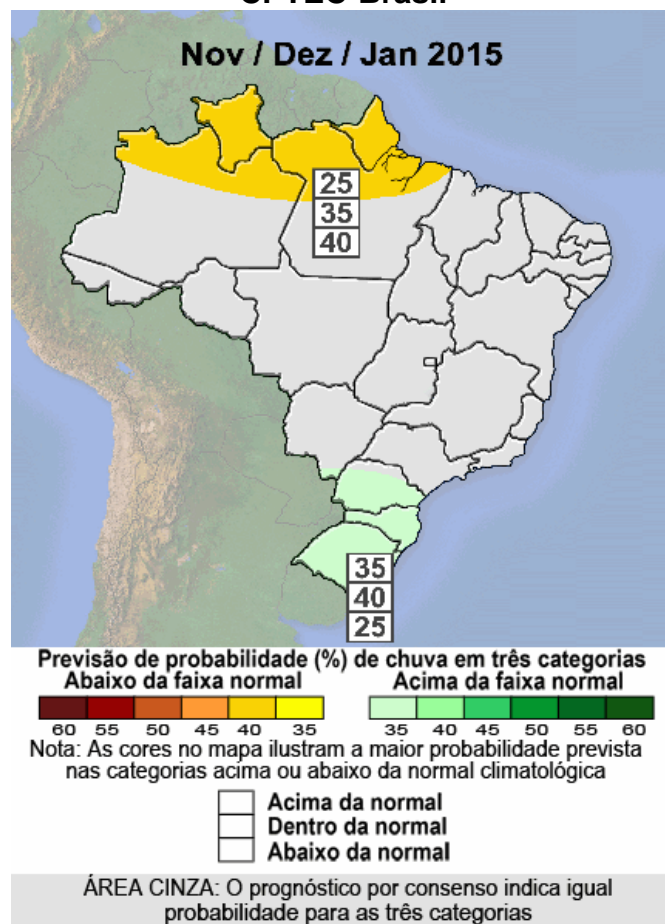 CPTEC Brasil
Nov / Dez / Jan 2015
25
35
40
35
40
25
Previsão de probabilidade (%) de chuva em três categorias
Abaixo da faixa normal Acima da faixa normal
60 55 50 45 40 35 35 40 45 50 55 60
Nota: As cores no mapa ilustram a maior probabilidade prevista
nas categorias acima ou abaixo da normal climatológica
Acima da normal
Dentro da normal
Abaixo da normal
ÁREA CINZA: O prognóstico por consenso indica igual
probabilidade para as três categorias